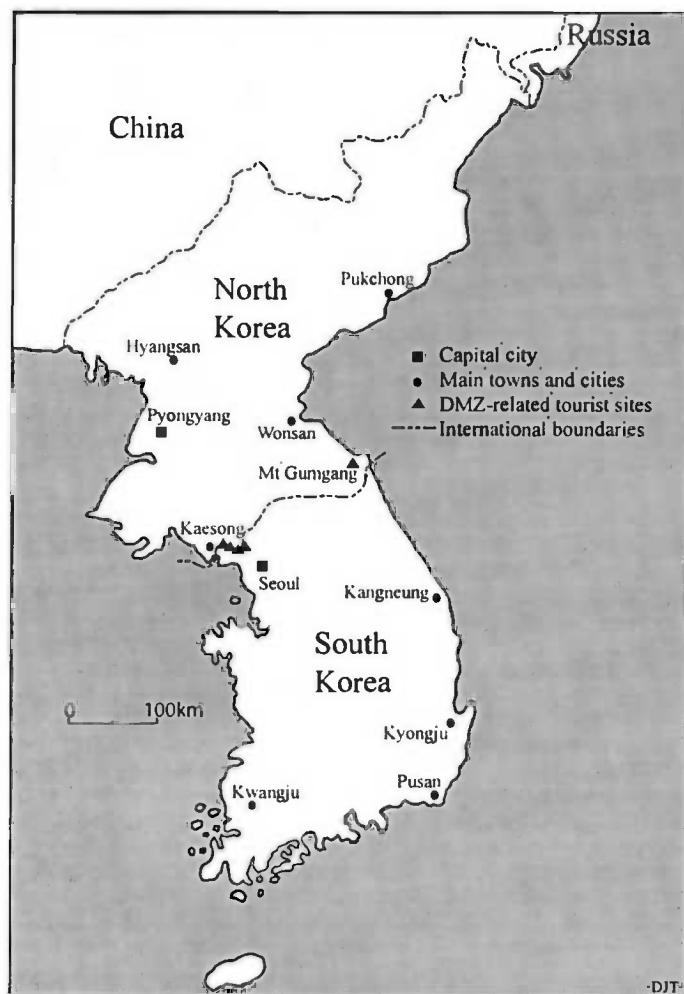 Russia
China
North
Korea
Pukchong
Hyangsan
Pyongyang
Wonsan
Capital city
Main towns and cities
DMZ-related tourist sites
International boundaries
Mt Gumgang
Kaesong
Seoul
Kangneung
South
Korea
0 100km
Kyongju
Pusan
Kwangju
-DJT-